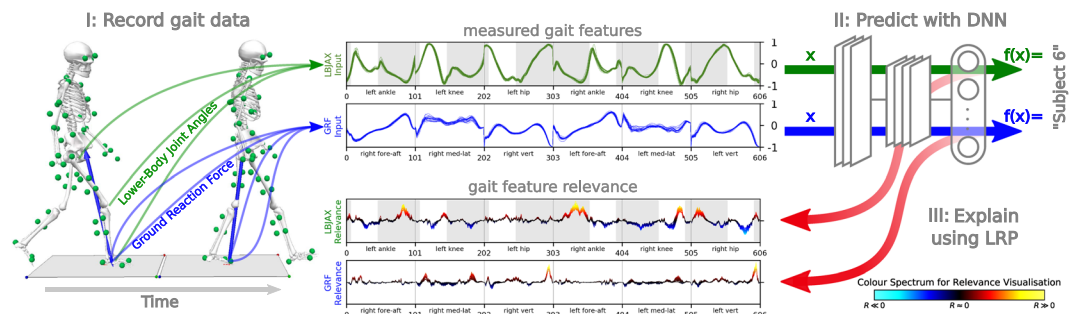 I: Record gait data
Lower-Body Joint Angles
Ground Reaction Force
Time
measured gait features
LBJAX
Input
1
0
-1
left ankle left knee left hip right ankle right knee right hip
0 101 202 303 404 505 606
GRF
Input
1
0
-1
right fore-aft right med-lat right vert left fore-aft left med-lat left vert
0 101 202 303 404 505 606
gait feature relevance
LBJAX
Relevance
left ankle left knee left hip right ankle right knee right hip
0 101 202 303 404 505 606
GRF
Relevance
right fore-aft right med-lat right vert left fore-aft left med-lat left vert
II: Predict with DNN
x f(x)=
x f(x)=
"Subject 6"
III: Explain
using LRP
Colour Spectrum for Relevance Visualisation
R ≪ 0 R ≈ 0 R ≫ 0